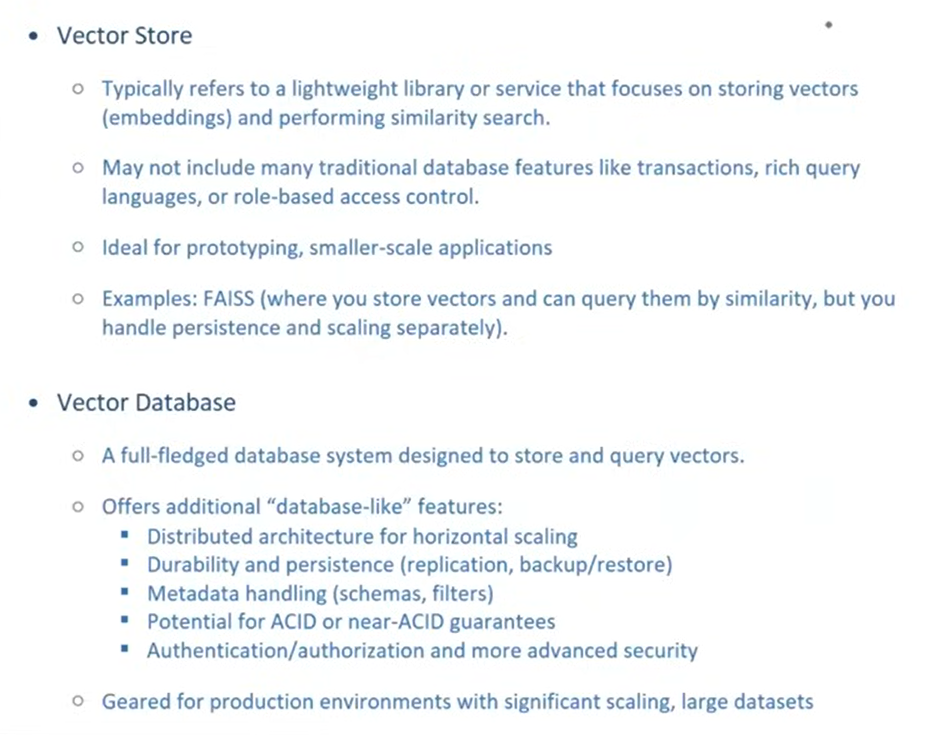 • Vector Store
○ Typically refers to a lightweight library or service that focuses on storing vectors
(embeddings) and performing similarity search.
○ May not include many traditional database features like transactions, rich query
languages, or role-based access control.
○ Ideal for prototyping, smaller-scale applications
○ Examples: FAISS (where you store vectors and can query them by similarity, but you
handle persistence and scaling separately).
• Vector Database
○ A full-fledged database system designed to store and query vectors.
○ Offers additional “database-like” features:
▪ Distributed architecture for horizontal scaling
▪ Durability and persistence (replication, backup/restore)
▪ Metadata handling (schemas, filters)
▪ Potential for ACID or near-ACID guarantees
▪ Authentication/authorization and more advanced security
○ Geared for production environments with significant scaling, large datasets